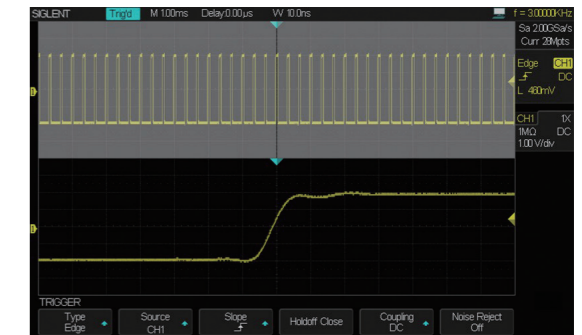 SIGLENT Trig'd M 1.00ms Delay:0.00µs W 10.0ns f = 3.00000KHz
Sa 2.00GSa/s
Curr 28Mpts
Edge CH1
DC
L 460mV
CH1 1X
1MΩ DC
1.00 V/div
TRIGGER
Type Source Slope Holdoff Close Coupling Noise Reject
Edge CH1 DC Off